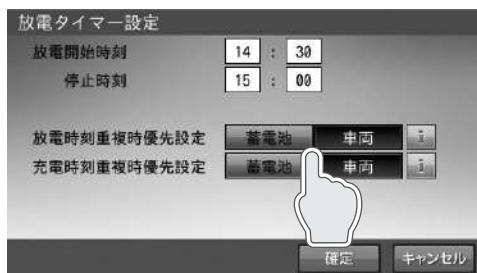 放電タイマー設定
放電開始時刻 14 : 30
停止時刻 15 : 00
放電時刻重複時優先設定 蓄電池 車両 i
充電時刻重複時優先設定 蓄電池 車両 i
確定 キャンセル